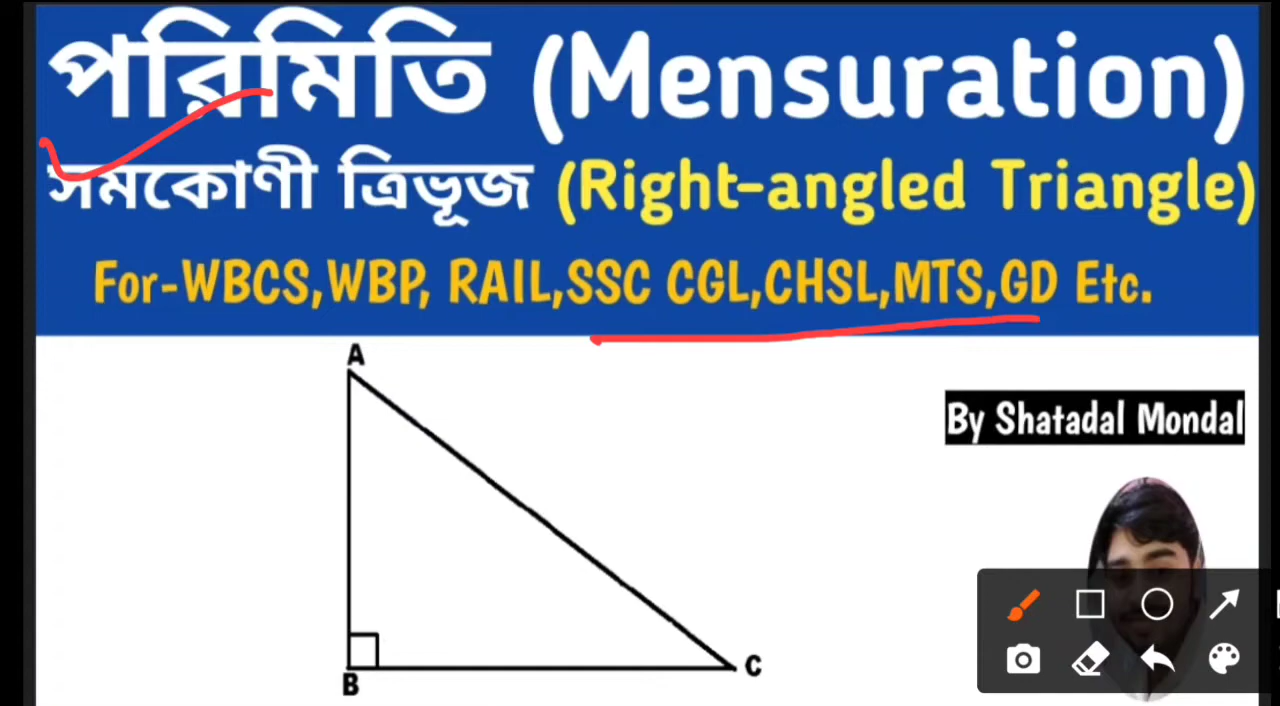 পরিমিতি (Mensuration)
সমকোণী ত্রিভূজ (Right-angled Triangle)
For-WBCS,WBP, RAIL,SSC CGL,CHSL,MTS,GD Etc.
A
By Shatadal Mondal
B
C